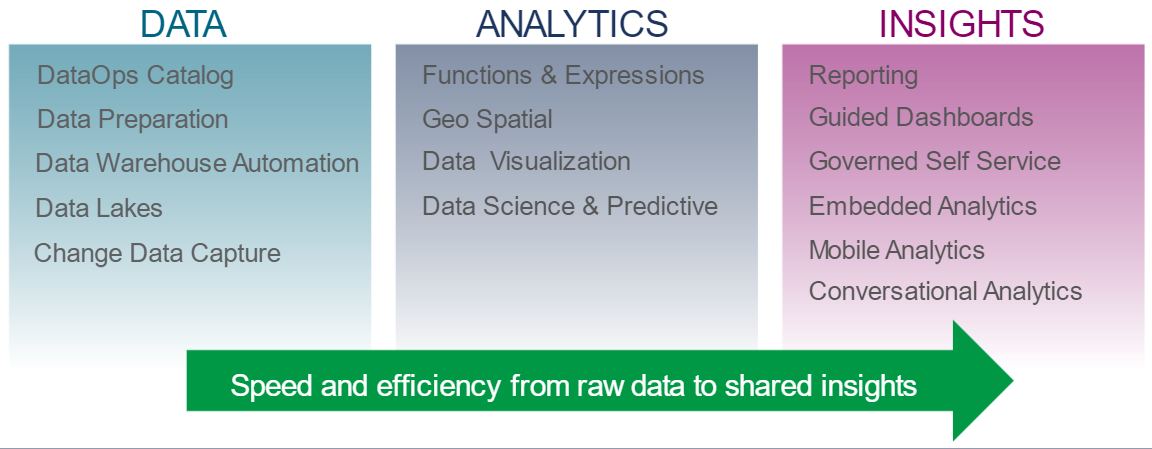 DATA
DataOps Catalog
Data Preparation
Data Warehouse Automation
Data Lakes
Change Data Capture
ANALYTICS
Functions & Expressions
Geo Spatial
Data  Visualization
Data Science & Predictive
INSIGHTS
Reporting
Guided Dashboards
Governed Self Service
Embedded Analytics
Mobile Analytics
Conversational Analytics
Speed and efficiency from raw data to shared insights